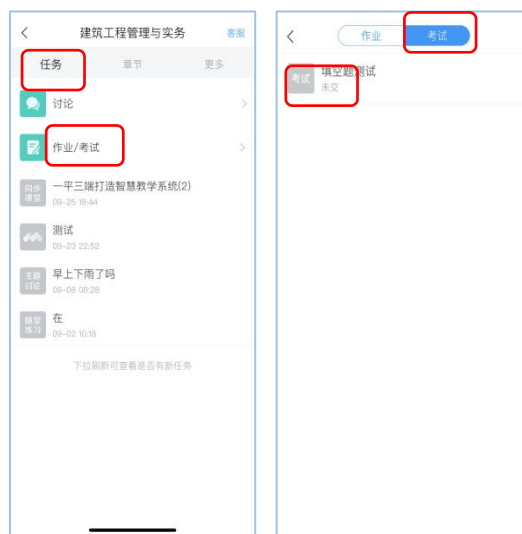 建筑工程管理与实务 客服
任务 章节 更多
讨论
作业/考试
同步
课堂
一平三端打造智慧教学系统(2)
09-25 18:44
测试
09-23 22:52
主题
讨论
早上下雨了吗
09-08 08:28
随堂
练习
在
09-02 10:18
下拉刷新可查看是否有新任务
作业 考试
考试
填空题测试
未交